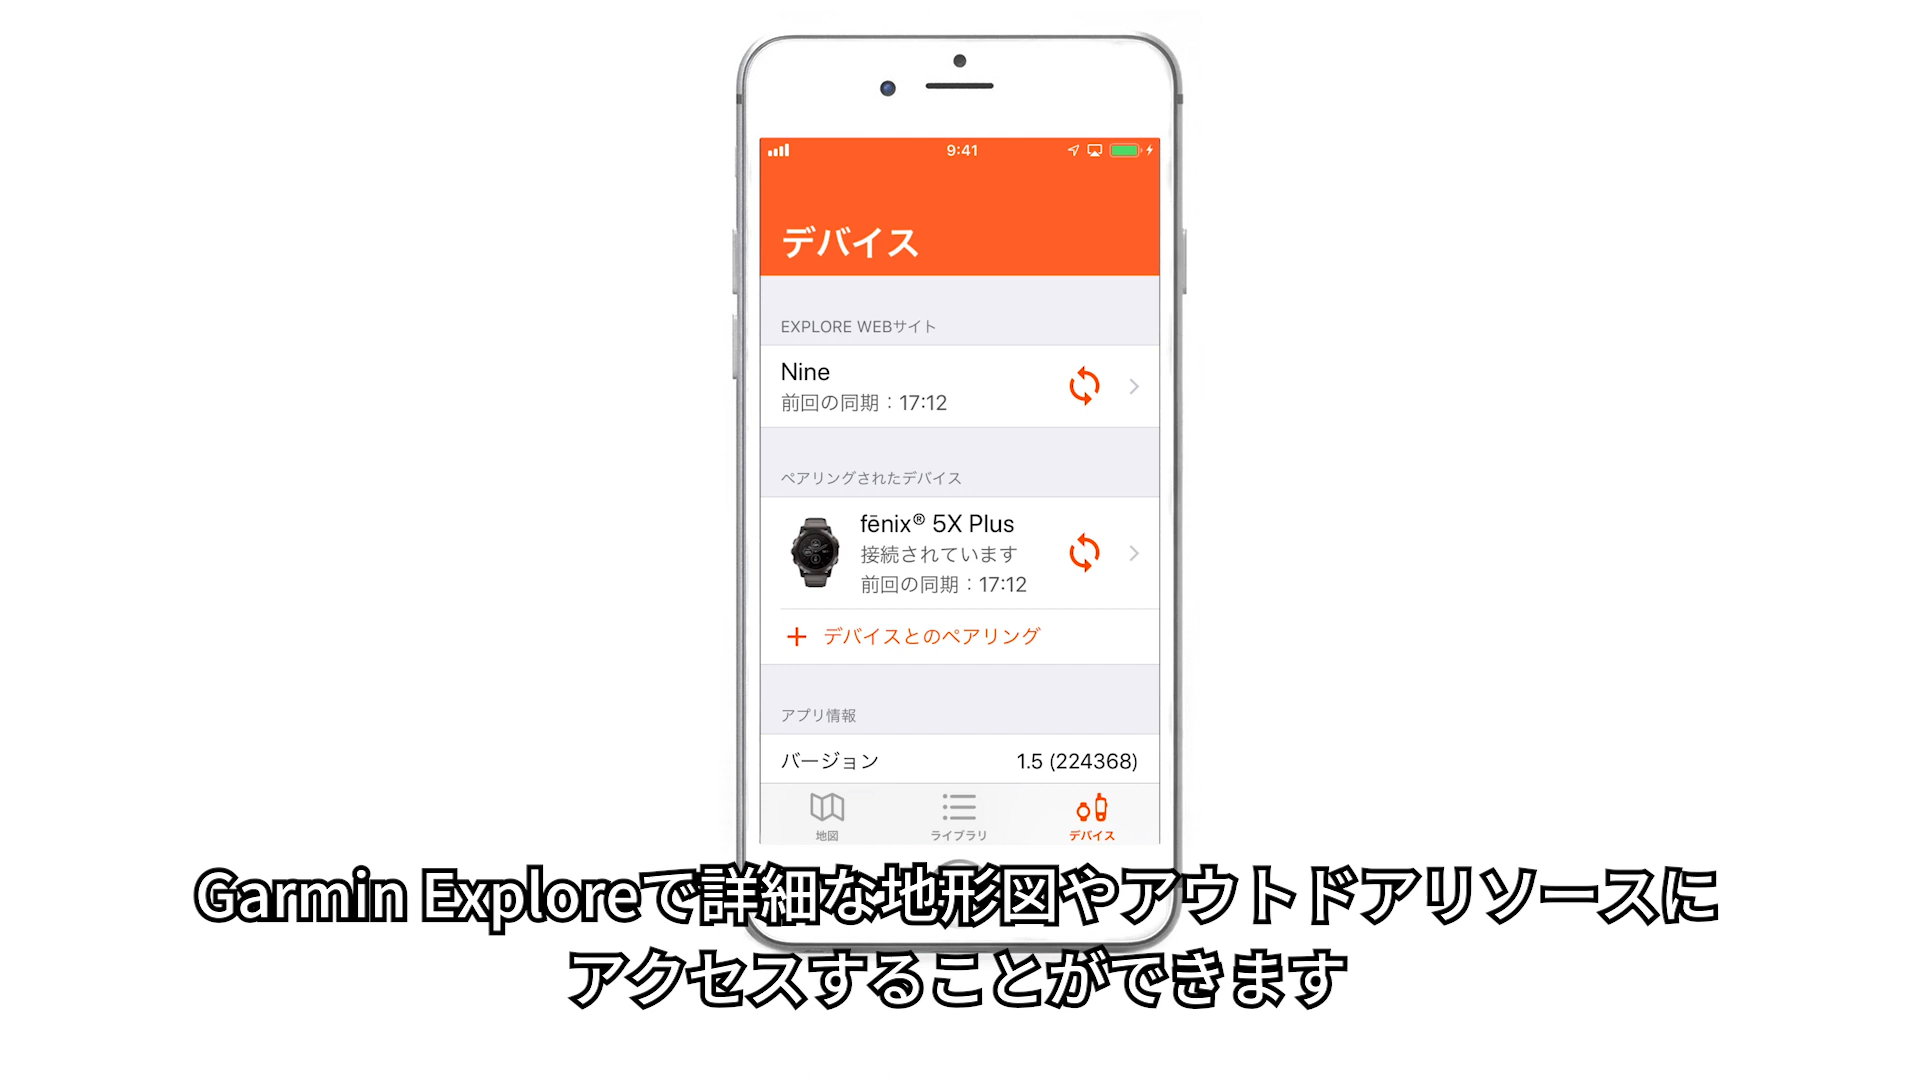 9:41
デバイス
EXPLORE WEBサイト
Nine
前回の同期：17:12
ペアリングされたデバイス
fēnix® 5X Plus
接続されています
前回の同期：17:12
+ デバイスとのペアリング
アプリ情報
バージョン 1.5 (224368)
地図 ライブラリ デバイス
Garmin Exploreで詳細な地形図やアウトドアリソースに
アクセスすることができます